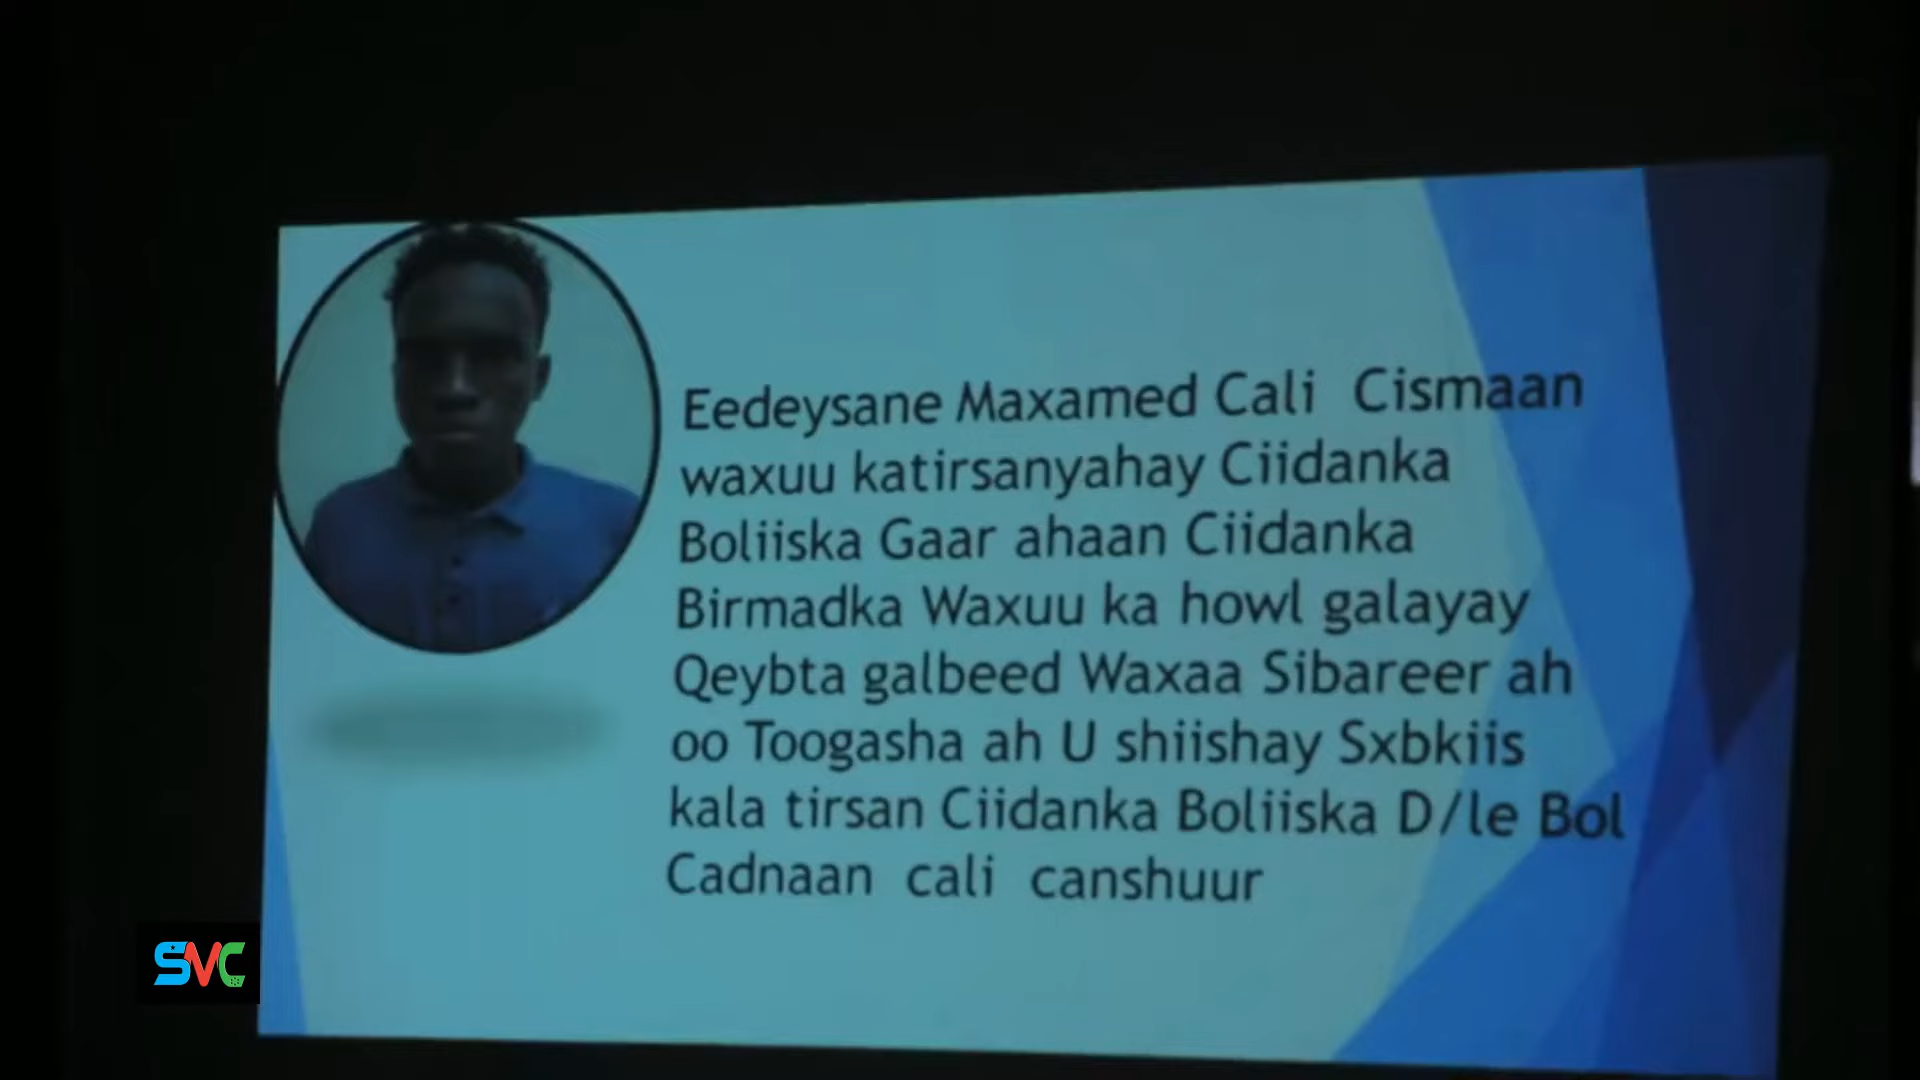 Eedeysane Maxamed Cali Cismaan
waxuu katirsanyahay Ciidanka
Boliiska Gaar ahaan Ciidanka
Birmadka Waxuu ka howl galayay
Qeybta galbeed Waxaa Sibareer ah
oo Toogasha ah U shiishay Sxbkiis
kala tirsan Ciidanka Boliiska D/le Bol
Cadnaan cali canshuur
SVC